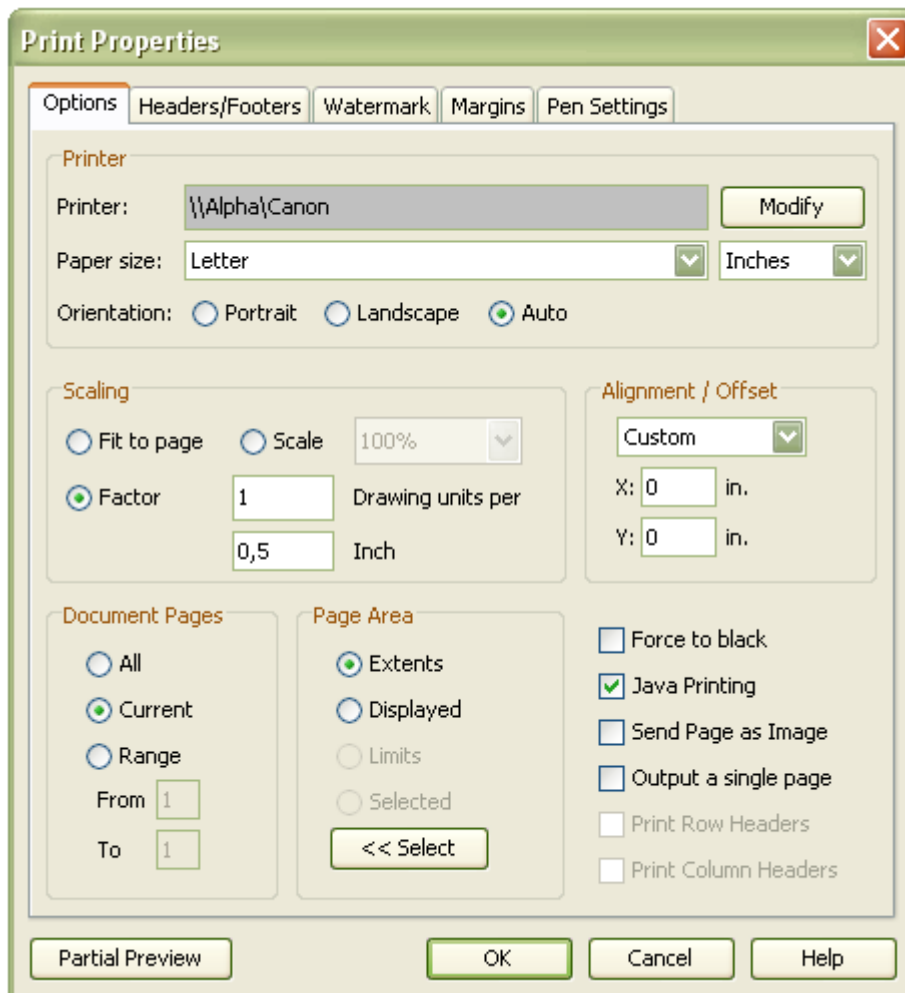 Print Properties
Options Headers/Footers Watermark Margins Pen Settings
Printer
Printer: \\Alpha\Canon Modify
Paper size: Letter Inches
Orientation: Portrait Landscape Auto
Scaling
Fit to page Scale 100%
Factor 1 Drawing units per
0,5 Inch
Alignment / Offset
Custom
X: 0 in.
Y: 0 in.
Document Pages
All
Current
Range
From 1
To 1
Page Area
Extents
Displayed
Limits
Selected
<< Select
Force to black
Java Printing
Send Page as Image
Output a single page
Print Row Headers
Print Column Headers
Partial Preview OK Cancel Help